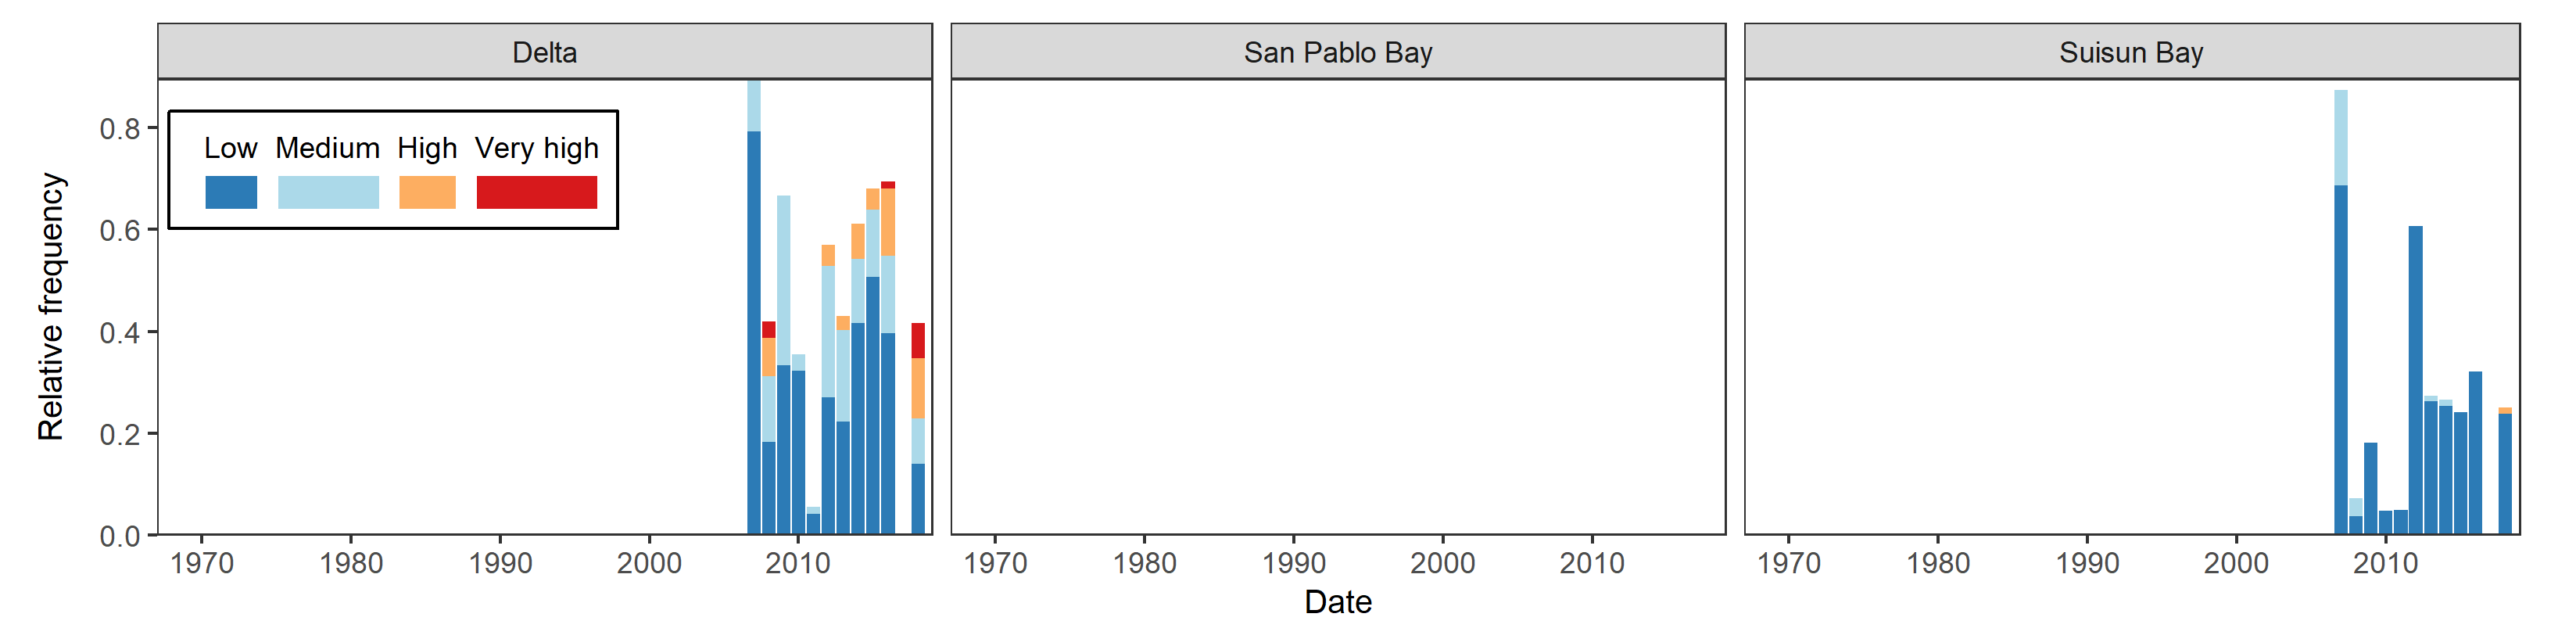 Delta San Pablo Bay Suisun Bay
Low Medium High Very high
Relative frequency
0.8
0.6
0.4
0.2
0.0
1970 1980 1990 2000 2010 1970 1980 1990 2000 2010 1970 1980 1990 2000 2010
Date